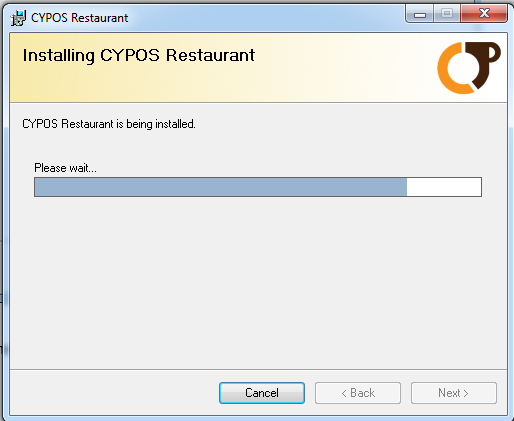 CYPOS Restaurant
Installing CYPOS Restaurant
CYPOS Restaurant is being installed.
Please wait...
Cancel
< Back
Next >